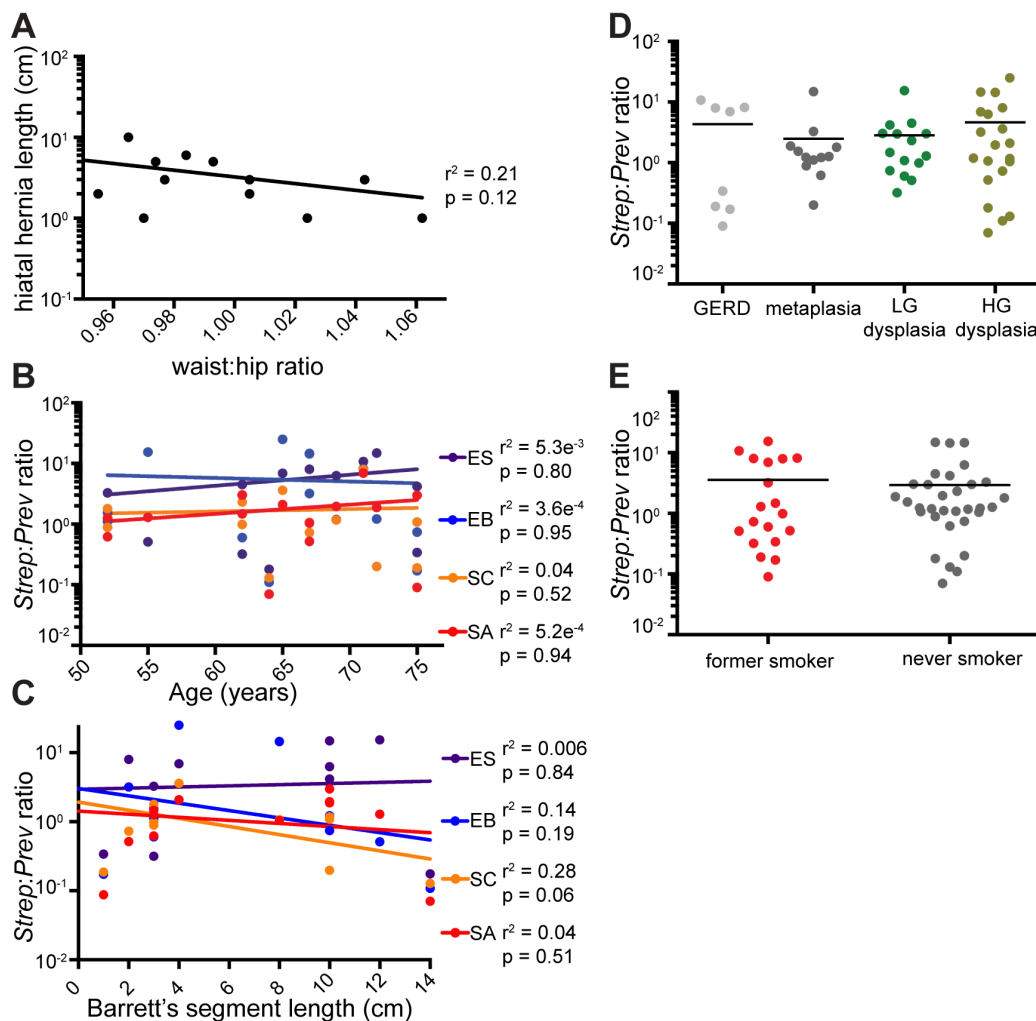 A
hiatal hernia length (cm)
10²
10¹
10⁰
10⁻¹
0.96
0.98
1.00
1.02
1.04
1.06
waist:hip ratio
r² = 0.21
p = 0.12
B
Strep:Prev ratio
10²
10¹
10⁰
10⁻¹
10⁻²
50
55
60
65
70
75
Age (years)
ES
r² = 5.3e⁻³
p = 0.80
EB
r² = 3.6e⁻⁴
p = 0.95
SC
r² = 0.04
p = 0.52
SA
r² = 5.2e⁻⁴
p = 0.94
C
Strep:Prev ratio
10¹
10⁰
10⁻¹
10⁻²
0
2
4
6
8
10
12
14
Barrett's segment length (cm)
ES
r² = 0.006
p = 0.84
EB
r² = 0.14
p = 0.19
SC
r² = 0.28
p = 0.06
SA
r² = 0.04
p = 0.51
D
Strep:Prev ratio
10²
10¹
10⁰
10⁻¹
10⁻²
GERD
metaplasia
LG
dysplasia
HG
dysplasia
E
Strep:Prev ratio
10²
10¹
10⁰
10⁻¹
10⁻²
former smoker
never smoker